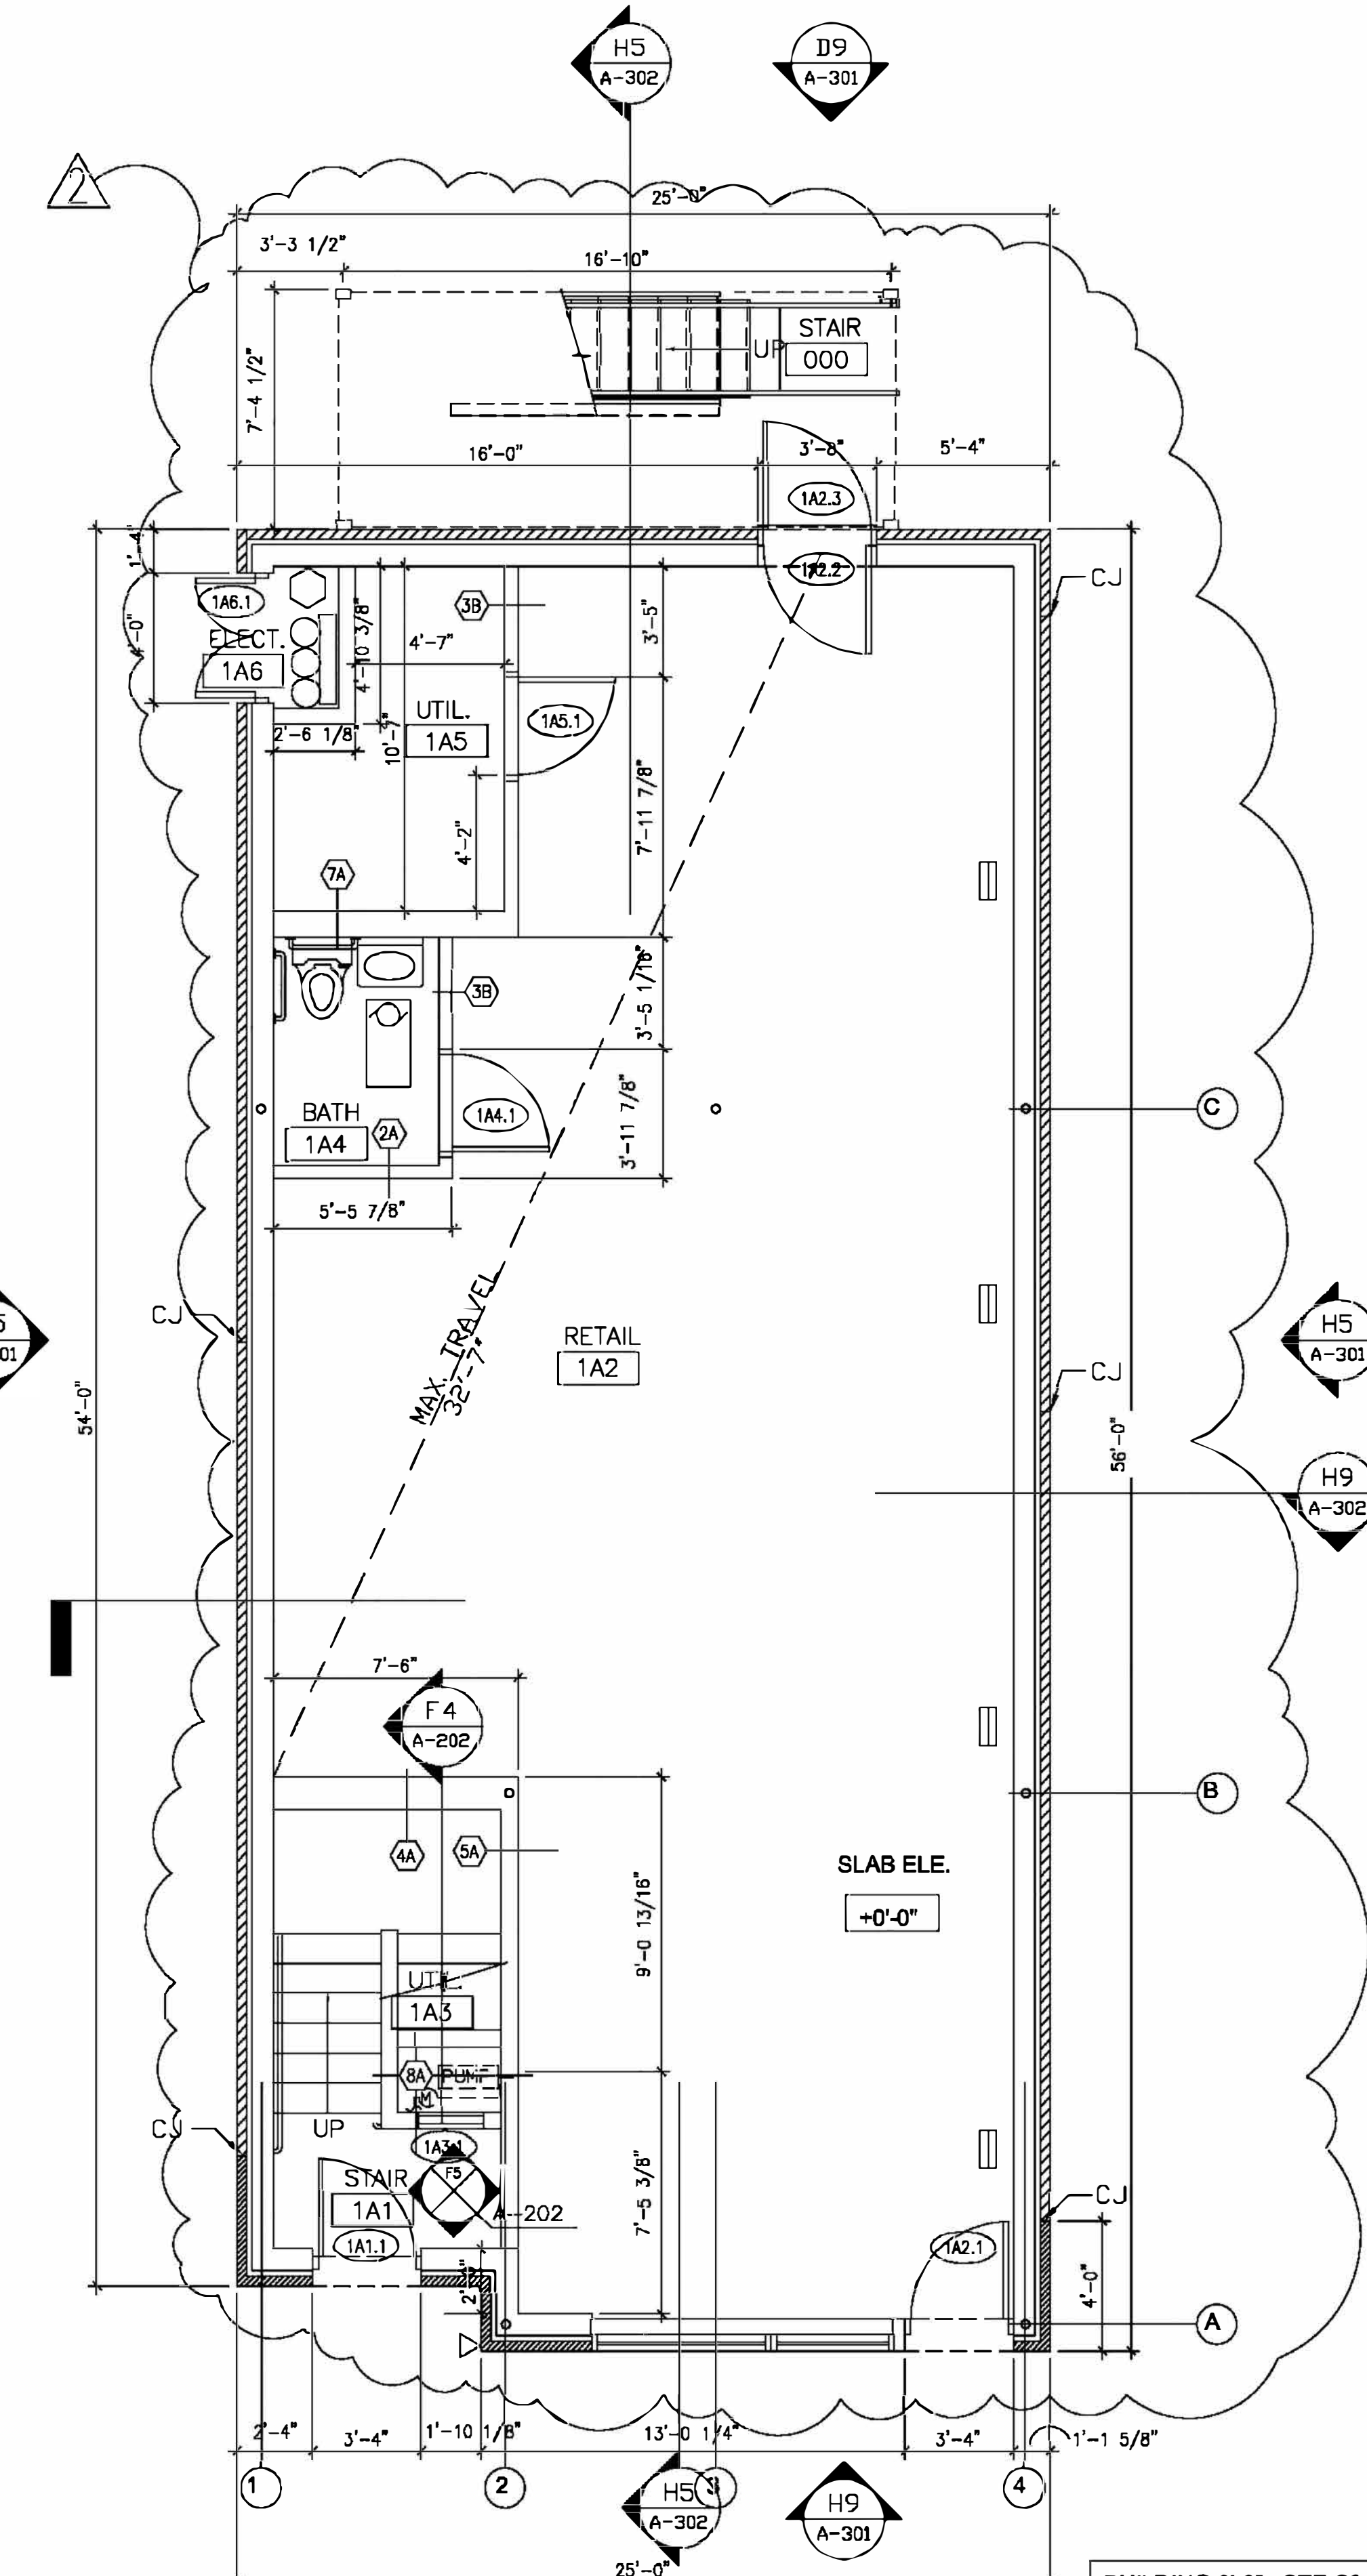 H5
A-302
D9
A-301
2
25'-0"
3'-3 1/2"
16'-10"
STAIR
000
UP
7'-4 1/2"
16'-0"
3'-8"
5'-4"
1A2.3
1A2.2
1'-4"
1A6.1
ELECT.
1A6
3B
3'-5"
CJ
4'-10 3/8"
4'-7"
UTIL.
1A5
1A5.1
2'-6 1/8"
10'-7"
7'-11 7/8"
4'-2"
7A
3B
3'-5 1/16"
BATH
1A4
2A
1A4.1
3'-11 7/8"
C
5'-5 7/8"
MAX. TRAVEL
32'-7"
CJ
RETAIL
1A2
H5
A-301
CJ
54'-0"
56'-0"
H9
A-302
7'-6"
F4
A-202
B
4A
5A
SLAB ELE.
+0'-0"
9'-0 13/16"
UTIL.
1A3
8A
PUMP
M
UP
CJ
1A3.1
F5
A-202
STAIR
1A1
1A1.1
7'-5 3/8"
CJ
1A2.1
4'-0"
A
2'-4"
3'-4"
1'-10 1/8"
13'-0 1/4"
3'-4"
1'-1 5/8"
1
2
H5
A-302
3
H9
A-301
4
25'-0"